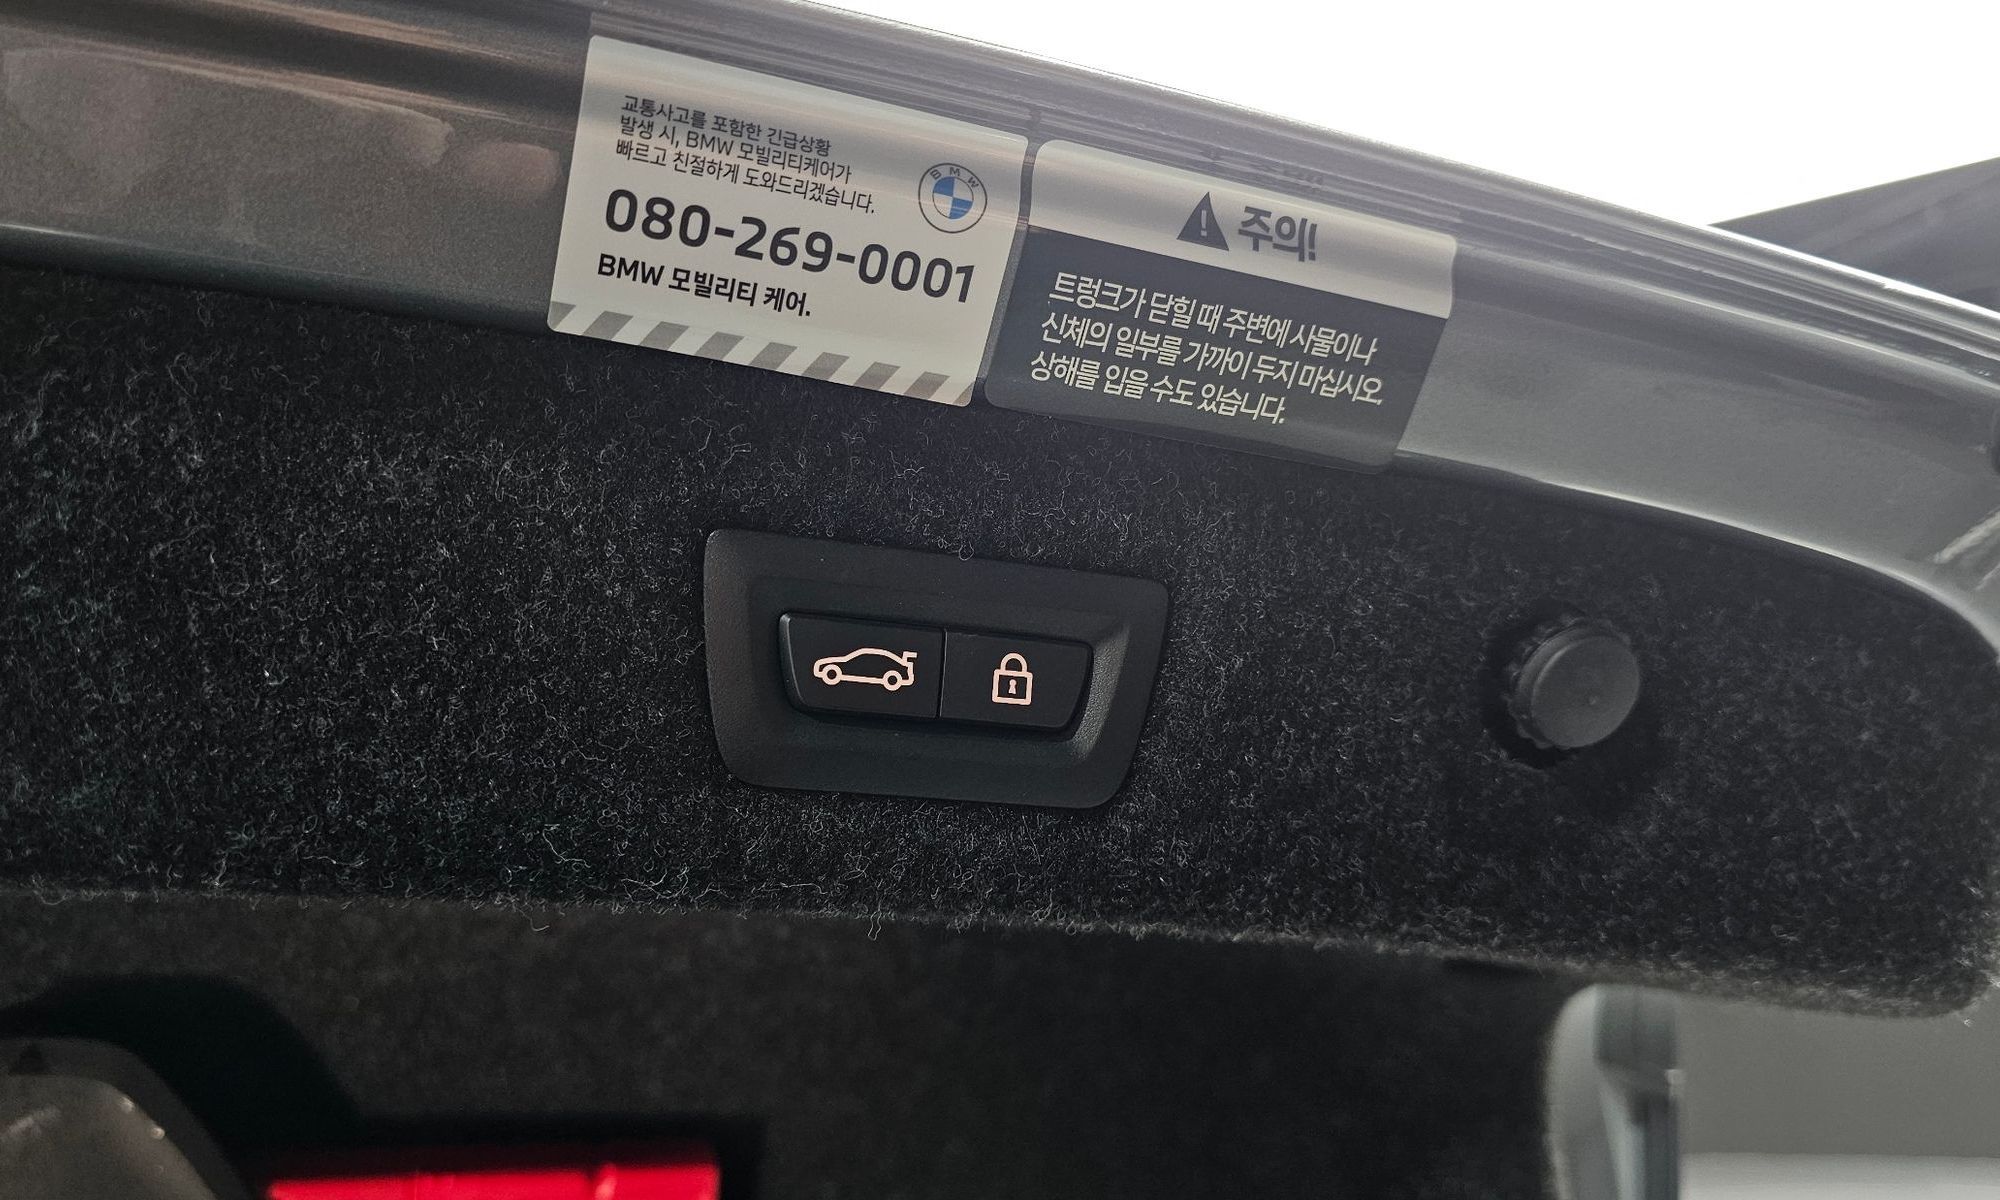 교통사고를 포함한 긴급상황
발생 시, BMW 모빌리티케어가
빠르고 친절하게 도와드리겠습니다.
BMW
080-269-0001
BMW 모빌리티 케어.
주의!
트렁크가 닫힐 때 주변에 사물이나
신체의 일부를 가까이 두지 마십시오.
상해를 입을 수도 있습니다.